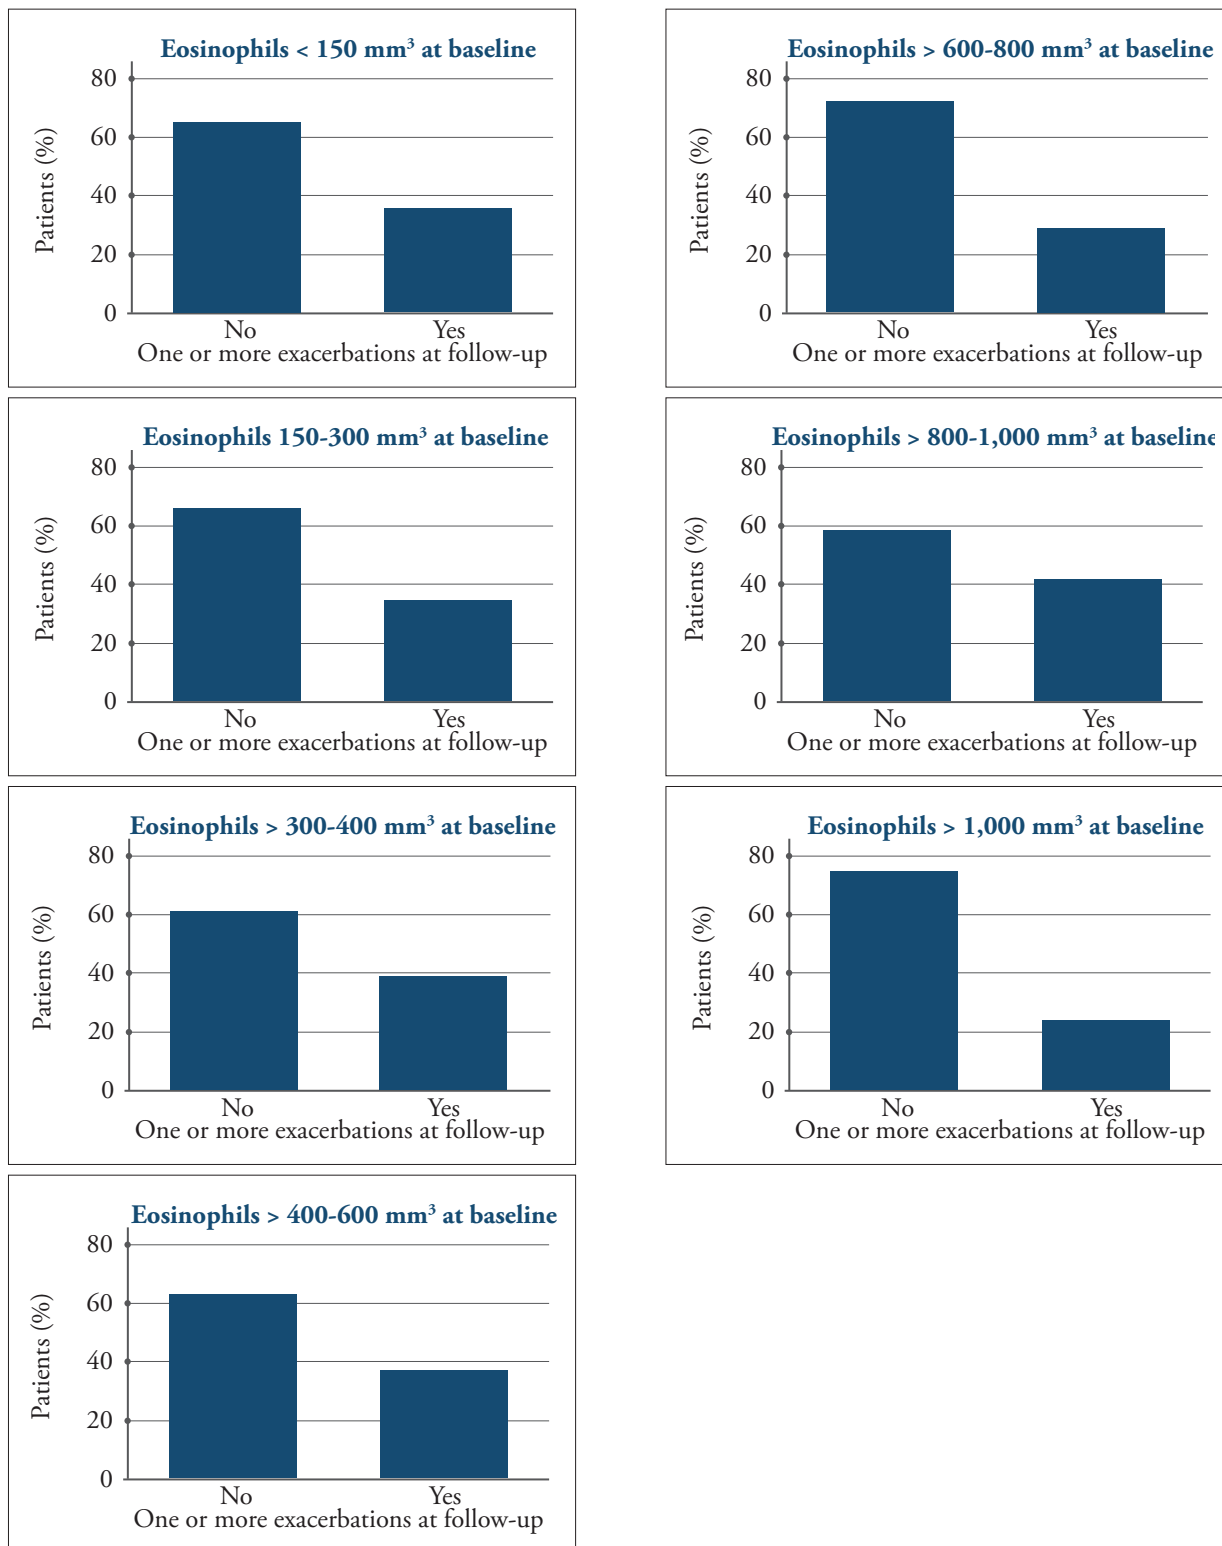 Eosinophils < 150 mm³ at baseline
Patients (%)
80
60
40
20
0
No Yes
One or more exacerbations at follow-up
Eosinophils 150-300 mm³ at baseline
Patients (%)
80
60
40
20
0
No Yes
One or more exacerbations at follow-up
Eosinophils > 300-400 mm³ at baseline
Patients (%)
80
60
40
20
0
No Yes
One or more exacerbations at follow-up
Eosinophils > 400-600 mm³ at baseline
Patients (%)
80
60
40
20
0
No Yes
One or more exacerbations at follow-up
Eosinophils > 600-800 mm³ at baseline
Patients (%)
80
60
40
20
0
No Yes
One or more exacerbations at follow-up
Eosinophils > 800-1,000 mm³ at baseline
Patients (%)
80
60
40
20
0
No Yes
One or more exacerbations at follow-up
Eosinophils > 1,000 mm³ at baseline
Patients (%)
80
60
40
20
0
No Yes
One or more exacerbations at follow-up